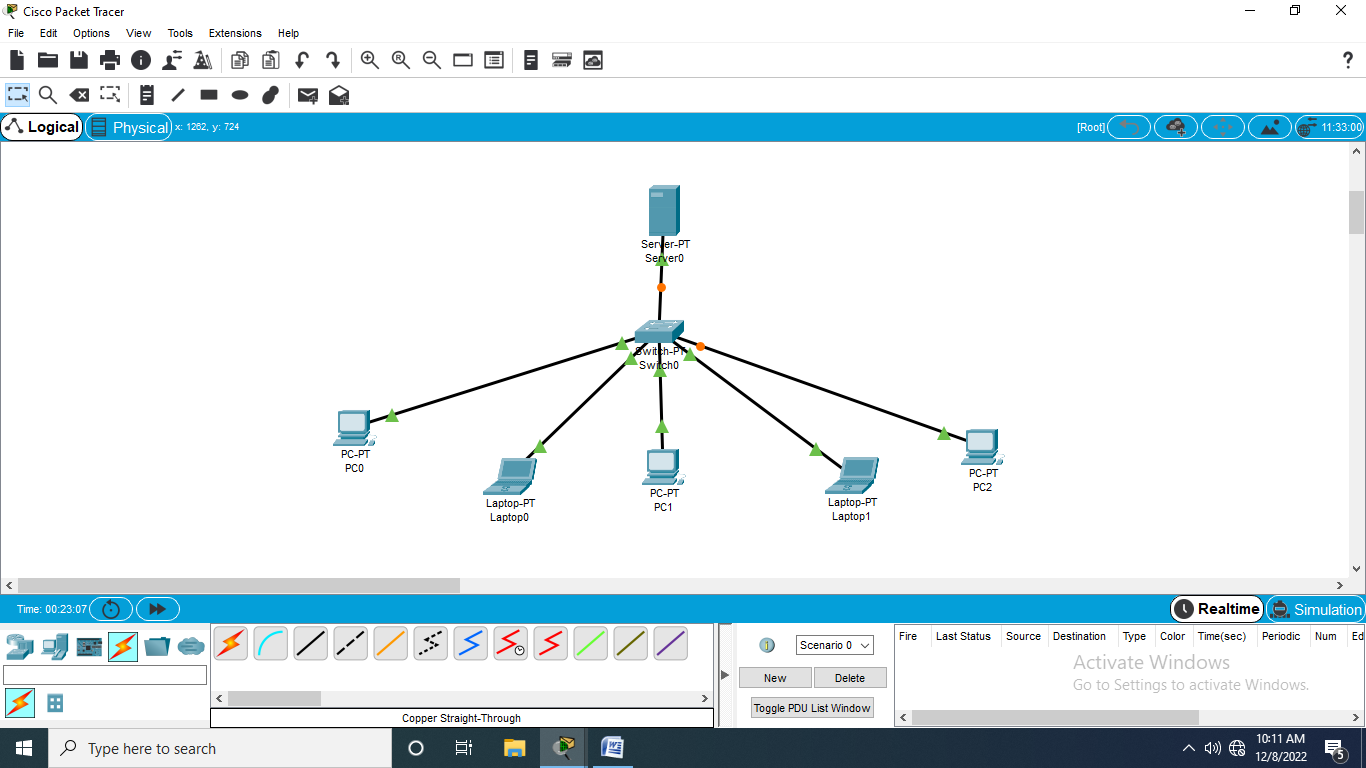 Cisco Packet Tracer
File Edit Options View Tools Extensions Help
?
Logical Physical x: 1262, y: 724 [Root] 11:33:00
Server-PT
Server0
Switch-PT
Switch0
PC-PT
PC0
Laptop-PT
Laptop0
PC-PT
PC1
Laptop-PT
Laptop1
PC-PT
PC2
Time: 00:23:07 Realtime Simulation
Scenario 0
New Delete
Toggle PDU List Window
Fire Last Status Source Destination Type Color Time(sec) Periodic Num Ed
Activate Windows
Go to Settings to activate Windows.
Copper Straight-Through
Type here to search
10:11 AM
12/8/2022
5